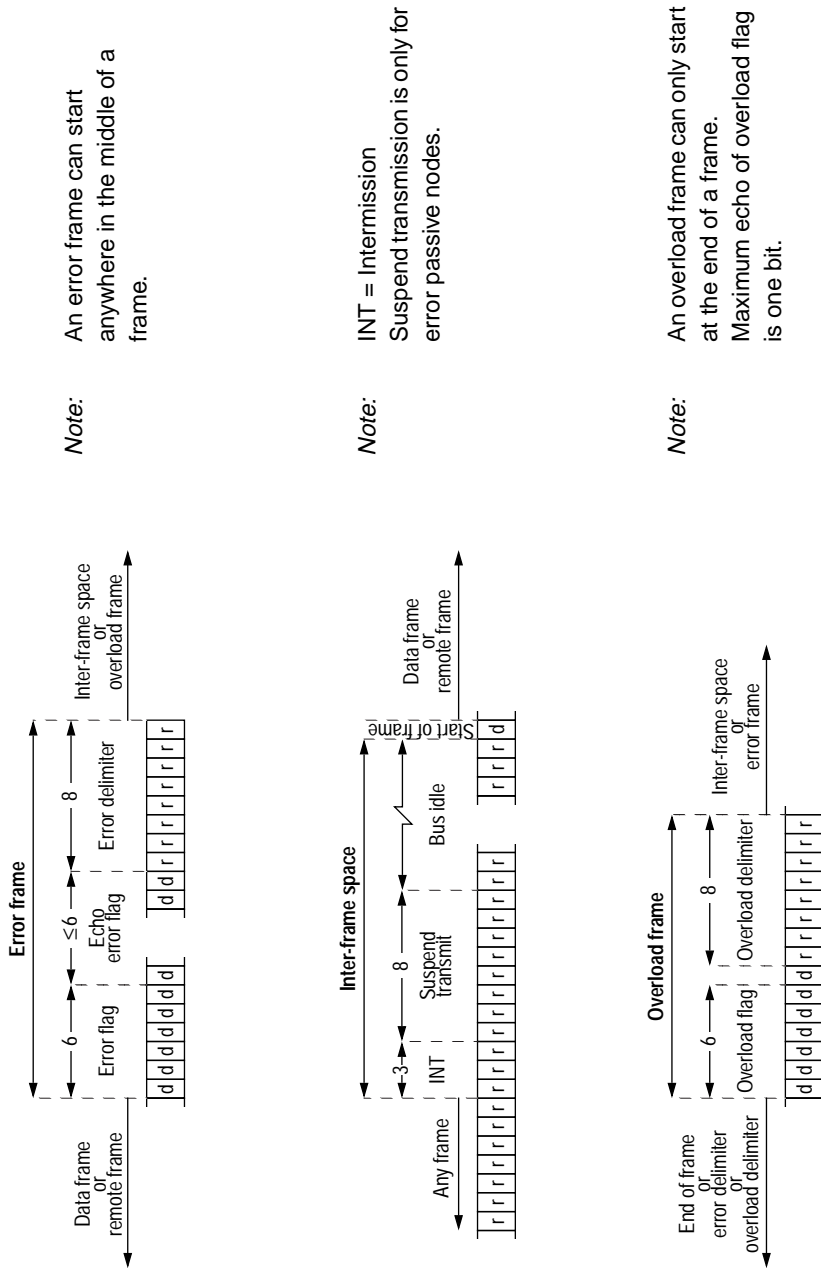 Error frame
Data frame
or
remote frame
6
Error flag
≤6
Echo
error flag
8
Error delimiter
Inter-frame space
or
overload frame
d d d d d d d
d d r r r r r r r r
Note: An error frame can start
anywhere in the middle of a
frame.
Inter-frame space
Any frame
3
INT
8
Suspend
transmit
Bus idle
Start of frame
Data frame
or
remote frame
r r r r r r r r r r r r r r r r r r r r
r r r d
Note: INT = Intermission
Suspend transmission is only for
error passive nodes.
Overload frame
End of frame
or
error delimiter
or
overload delimiter
6
Overload flag
8
Overload delimiter
Inter-frame space
or
error frame
d d d d d d d r r r r r r r r
Note: An overload frame can only start
at the end of a frame.
Maximum echo of overload flag
is one bit.